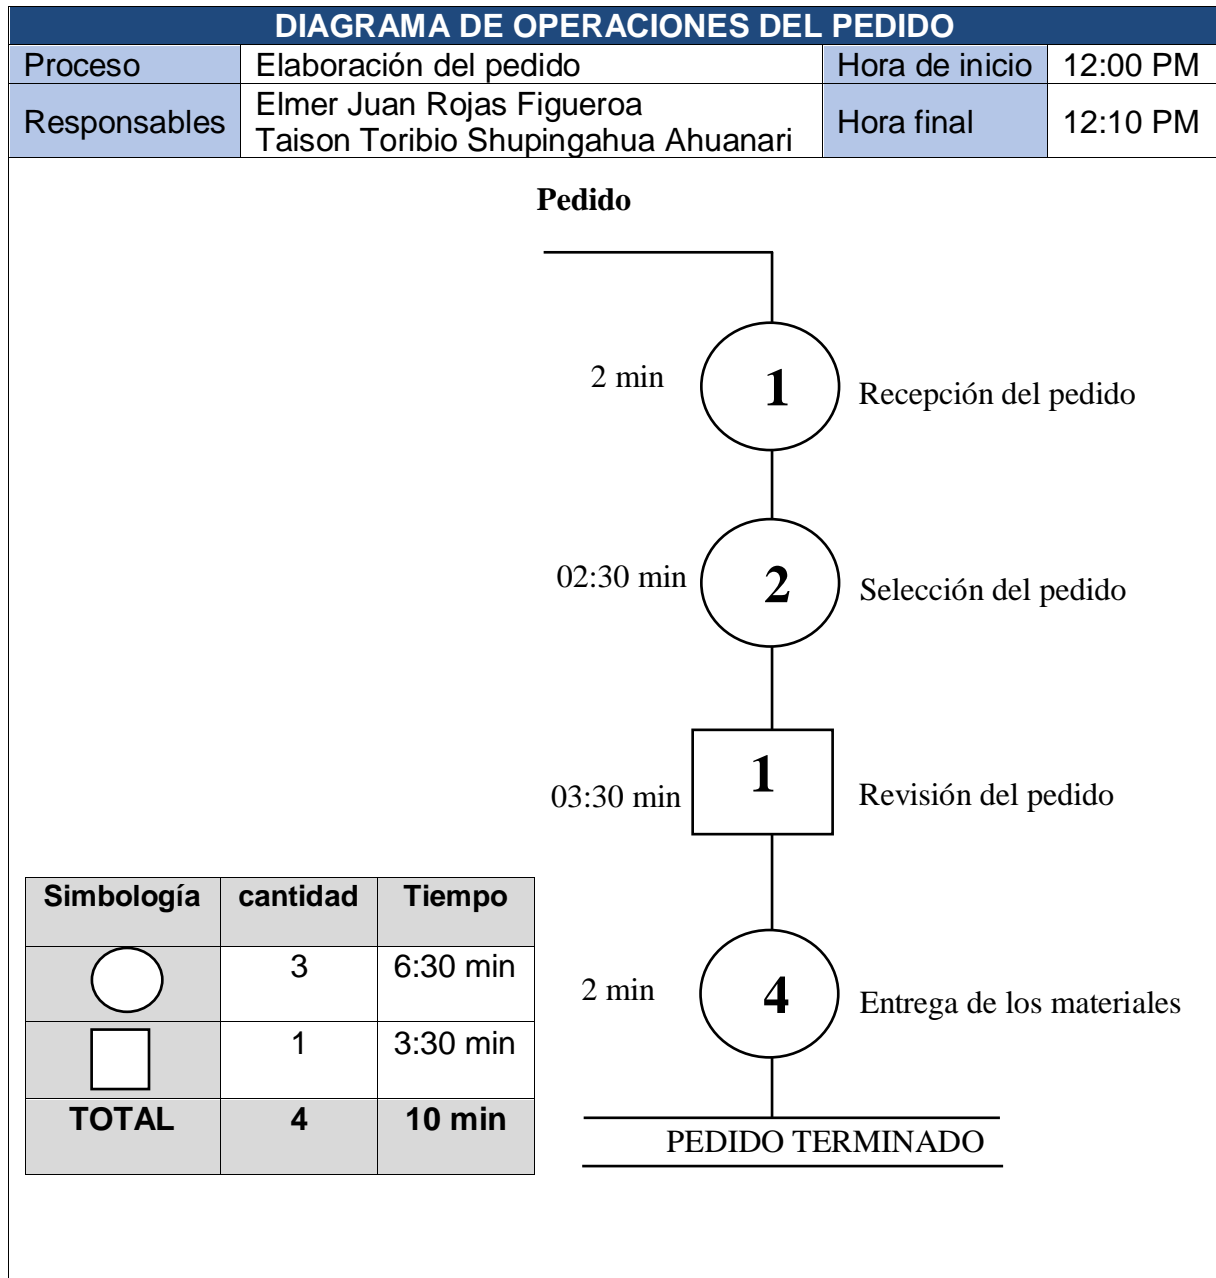 DIAGRAMA DE OPERACIONES DEL PEDIDO
Proceso Elaboración del pedido Hora de inicio 12:00 PM
Responsables Elmer Juan Rojas Figueroa
Taison Toribio Shupingahua Ahuanari Hora final 12:10 PM
Pedido
2 min 1 Recepción del pedido
02:30 min 2 Selección del pedido
03:30 min 1 Revisión del pedido
Simbología cantidad Tiempo
3 6:30 min
1 3:30 min
TOTAL 4 10 min
2 min 4 Entrega de los materiales
PEDIDO TERMINADO